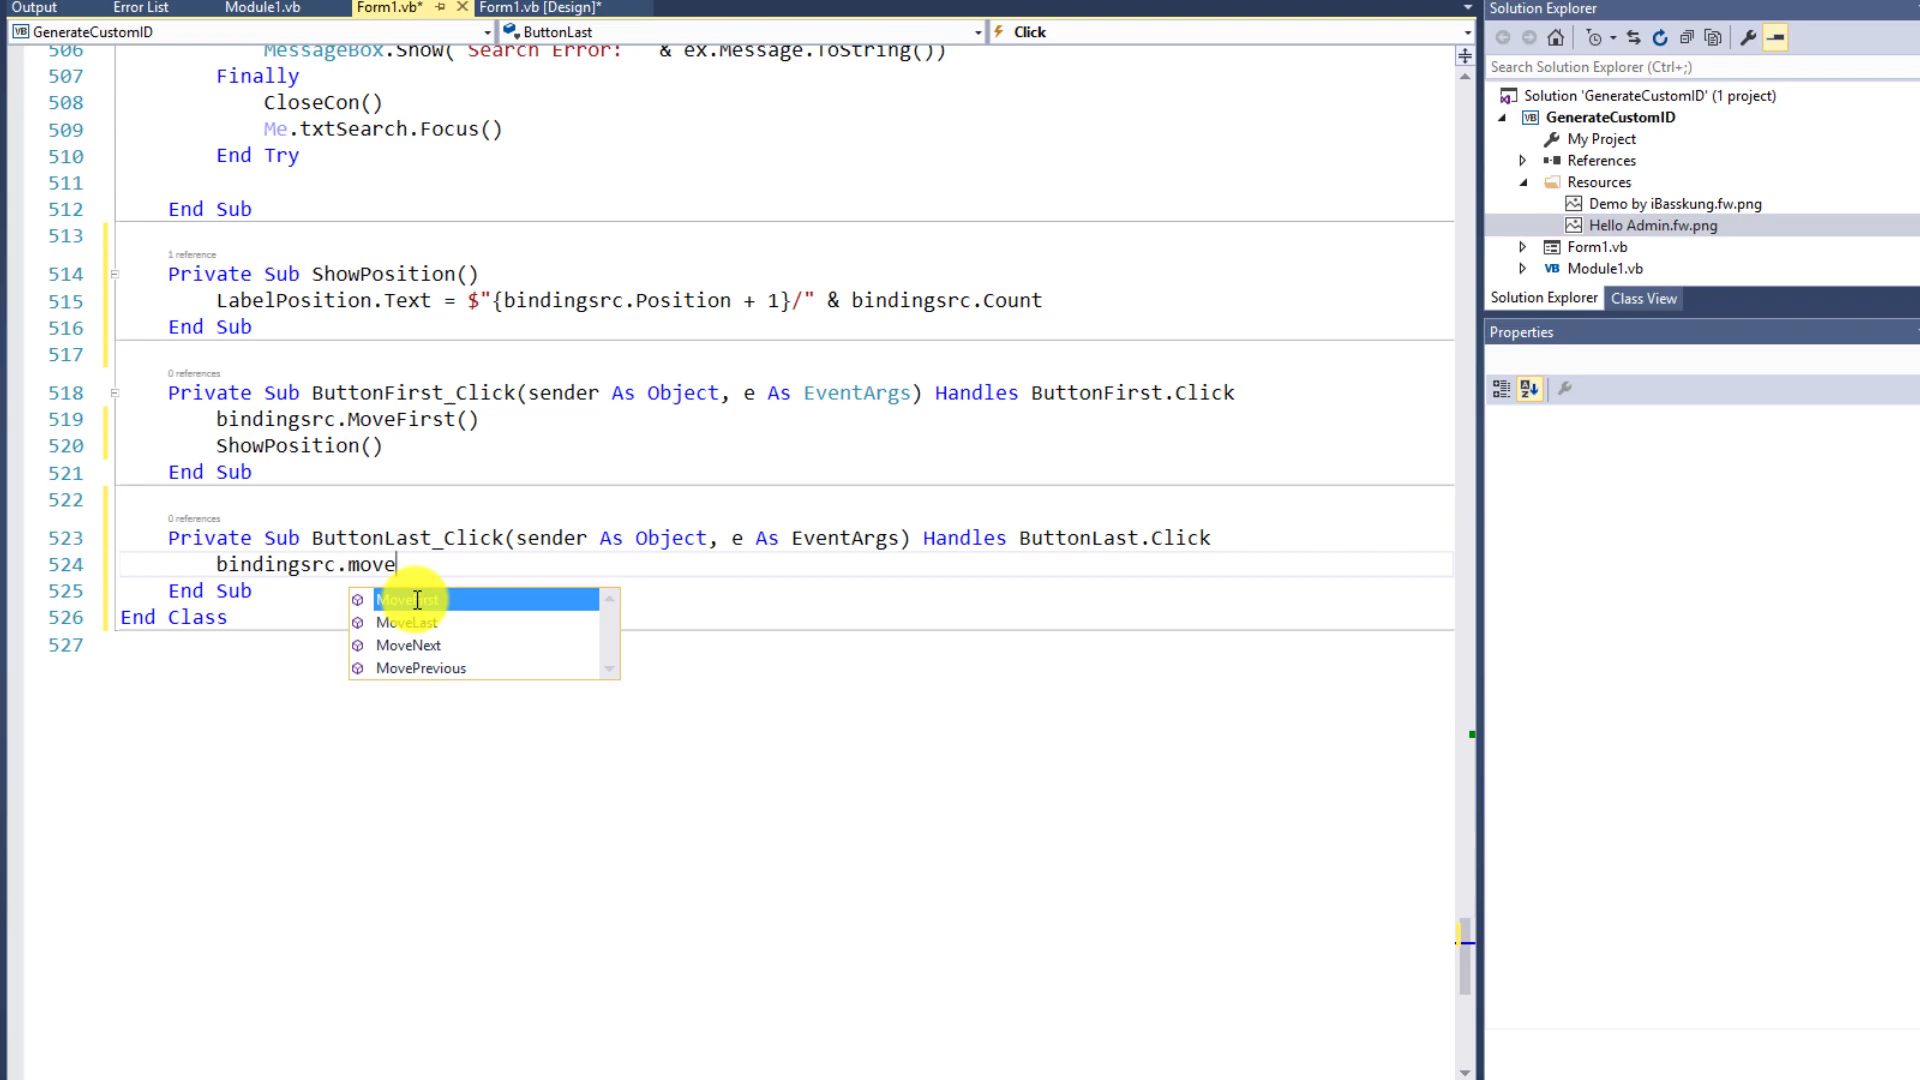 Output Error List Module1.vb Form1.vb* Form1.vb [Design]*
GenerateCustomID ButtonLast Click
506 MessageBox.Show( Search Error: & ex.Message.ToString())
507 Finally
508 CloseCon()
509 Me.txtSearch.Focus()
510 End Try
511
512 End Sub
513
1 reference
514 Private Sub ShowPosition()
515 LabelPosition.Text = $"{bindingsrc.Position + 1}/" & bindingsrc.Count
516 End Sub
517
0 references
518 Private Sub ButtonFirst_Click(sender As Object, e As EventArgs) Handles ButtonFirst.Click
519 bindingsrc.MoveFirst()
520 ShowPosition()
521 End Sub
522
0 references
523 Private Sub ButtonLast_Click(sender As Object, e As EventArgs) Handles ButtonLast.Click
524 bindingsrc.move
525 End Sub
526 End Class
527
MoveFirst
MoveLast
MoveNext
MovePrevious
Solution Explorer
Search Solution Explorer (Ctrl+;)
Solution 'GenerateCustomID' (1 project)
VB GenerateCustomID
My Project
References
Resources
Demo by iBasskung.fw.png
Hello Admin.fw.png
Form1.vb
VB Module1.vb
Solution Explorer Class View
Properties